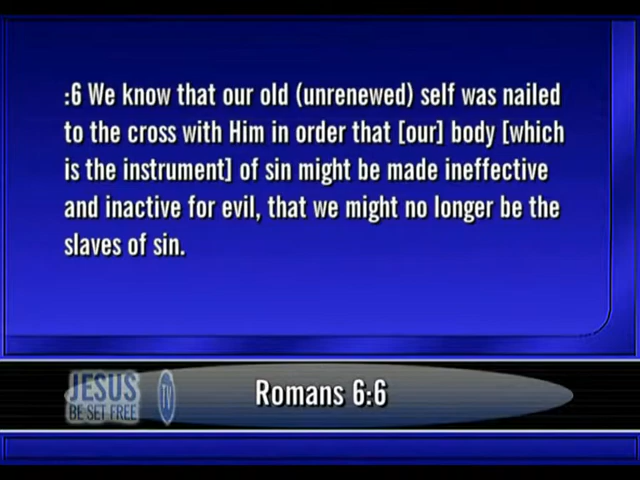 :6 We know that our old (unrenewed) self was nailed
to the cross with Him in order that [our] body [which
is the instrument] of sin might be made ineffective
and inactive for evil, that we might no longer be the
slaves of sin.
JESUS
BE SET FREE
TV
Romans 6:6